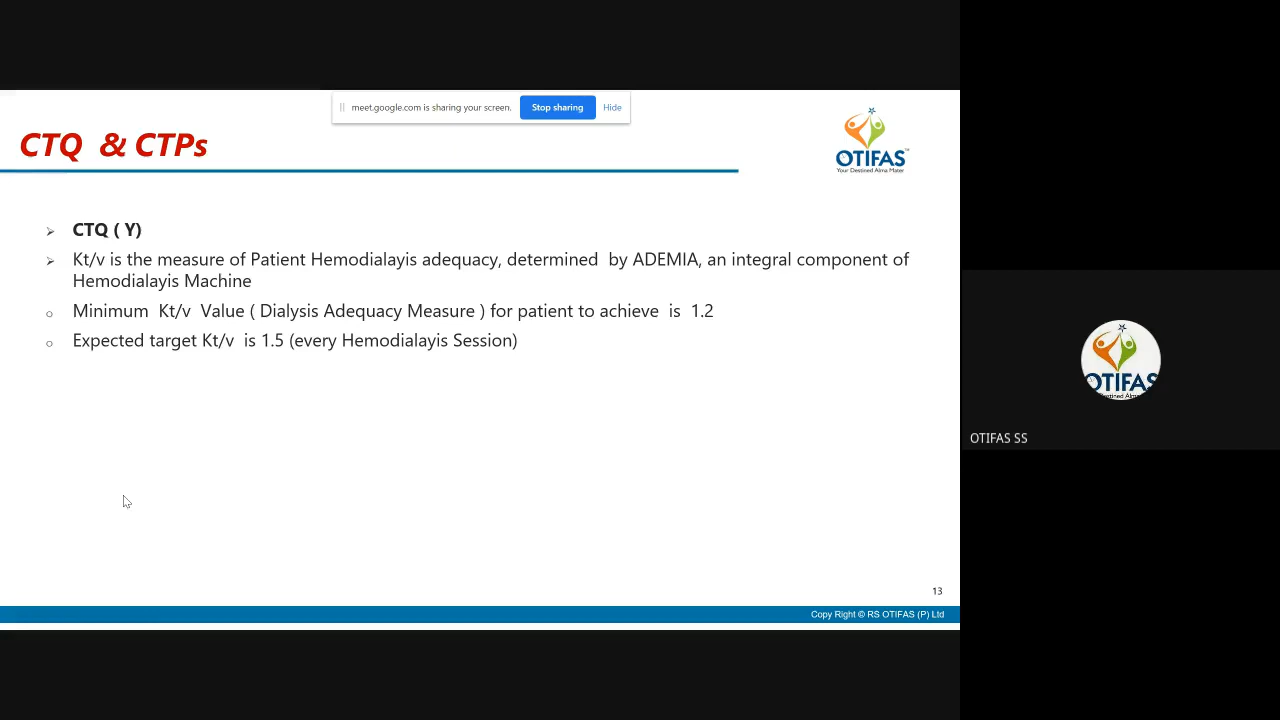 meet.google.com is sharing your screen. Stop sharing Hide
CTQ & CTPs
OTIFAS
Your Destined Alma Mater
CTQ ( Y)
Kt/v is the measure of Patient Hemodialayis adequacy, determined by ADEMIA, an integral component of
Hemodialayis Machine
Minimum Kt/v Value ( Dialysis Adequacy Measure ) for patient to achieve is 1.2
Expected target Kt/v is 1.5 (every Hemodialayis Session)
OTIFAS
OTIFAS SS
13
Copy Right © RS OTIFAS (P) Ltd